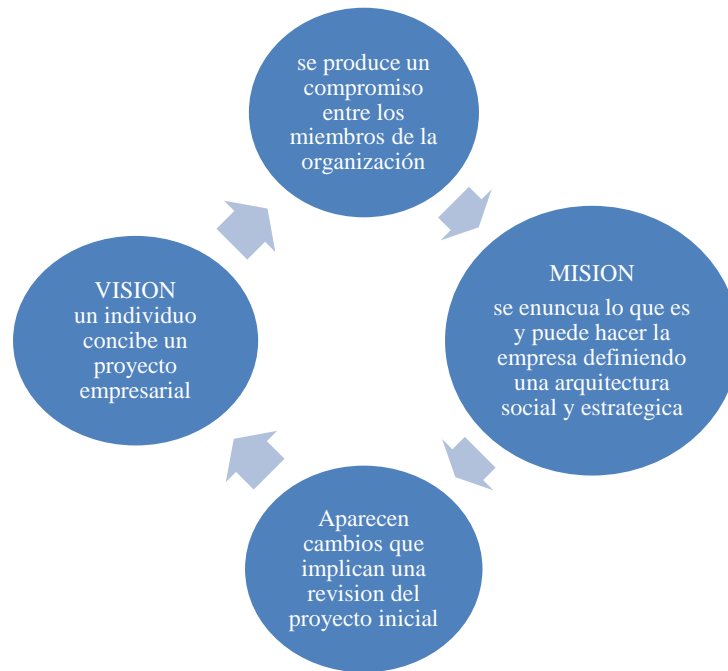 se produce un
compromiso
entre los
miembros de la
organización
MISION
se enuncua lo que es
y puede hacer la
empresa definiendo
una arquitectura
social y estrategica
Aparecen
cambios que
implican una
revision del
proyecto inicial
VISION
un individuo
concibe un
proyecto
empresarial